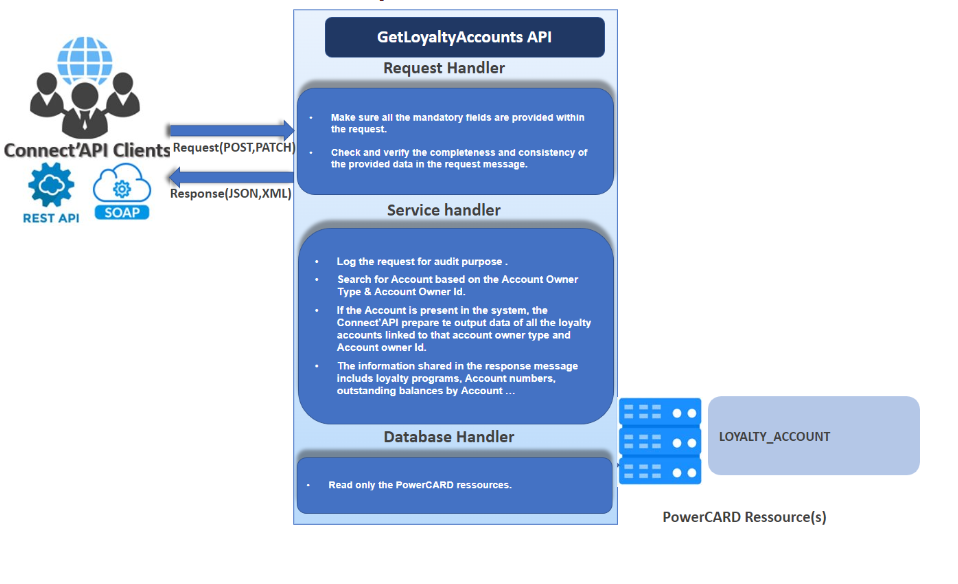 GetLoyaltyAccounts API
Request Handler
• Make sure all the mandatory fields are provided within
the request.
• Check and verify the completeness and consistency of
the provided data in the request message.
Connect'API Clients
Request(POST,PATCH)
Response(JSON,XML)
REST API
SOAP
Service handler
• Log the request for audit purpose .
• Search for Account based on the Account Owner
Type & Account Owner Id.
• If the Account is present in the system, the
Connect'API prepare te output data of all the loyalty
accounts linked to that account owner type and
Account owner Id.
• The information shared in the response message
includ loyalty programs, Account numbers,
outstanding balances by Account ...
Database Handler
• Read only the PowerCARD ressources.
LOYALTY_ACCOUNT
PowerCARD Ressource(s)